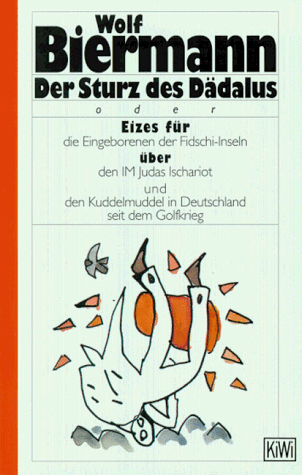 Wolf
Biermann
Der Sturz des Dädalus
oder
Eizes für
die Eingeborenen der Fidschi-Inseln
über
den IM Judas Ischariot
und
den Kuddelmuddel in Deutschland
seit dem Golfkrieg
KiWi